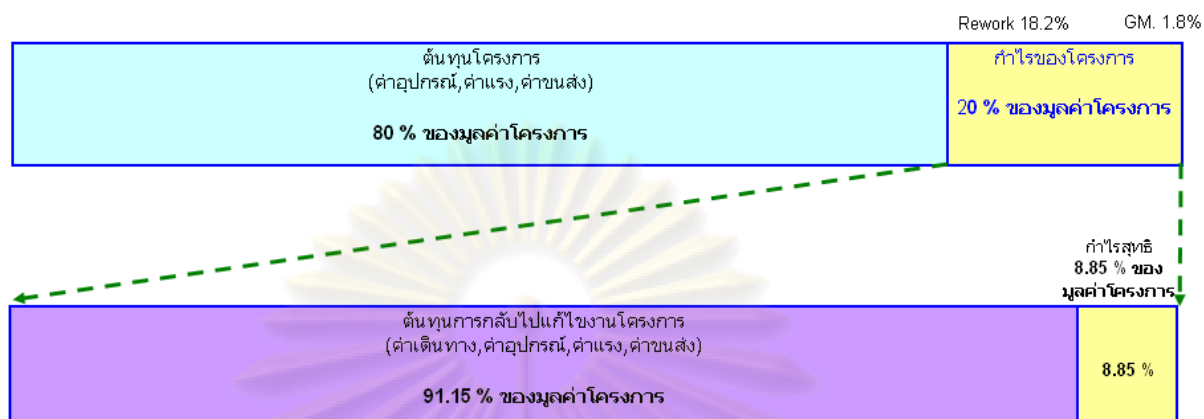 Rework 18.2% GM. 1.8%
ต้นทุนโครงการ
(ค่าอุปกรณ์,ค่าแรง,ค่าขนส่ง)
80 % ของมูลค่าโครงการ
กำไรของโครงการ
20 % ของมูลค่าโครงการ
กำไรสุทธิ
8.85 % ของ
มูลค่าโครงการ
ต้นทุนการกลับไปแก้ไขงานโครงการ
(ค่าเดินทาง,ค่าอุปกรณ์,ค่าแรง,ค่าขนส่ง)
91.15 % ของมูลค่าโครงการ
8.85 %